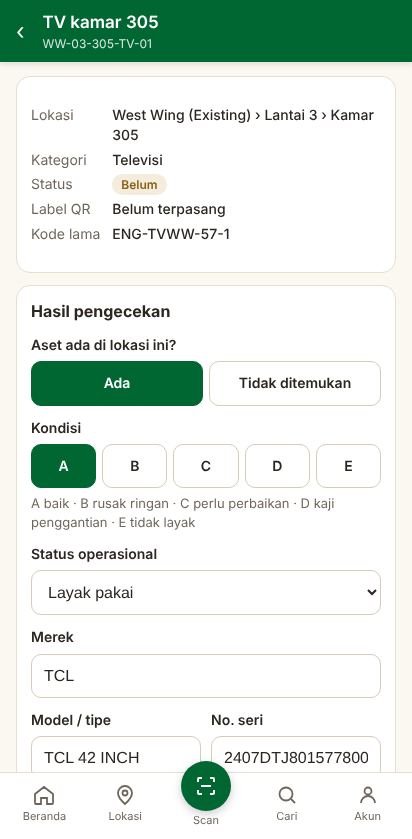 TV kamar 305
WW-03-305-TV-01
Lokasi West Wing (Existing) › Lantai 3 › Kamar
305
Kategori Televisi
Status Belum
Label QR Belum terpasang
Kode lama ENG-TVWW-57-1
Hasil pengecekan
Aset ada di lokasi ini?
Ada Tidak ditemukan
Kondisi
A B C D E
A baik · B rusak ringan · C perlu perbaikan · D kaji
penggantian · E tidak layak
Status operasional
Layak pakai
Merek
TCL
Model / tipe No. seri
TCL 42 INCH 2407DTJ801577800
Beranda Lokasi Scan Cari Akun